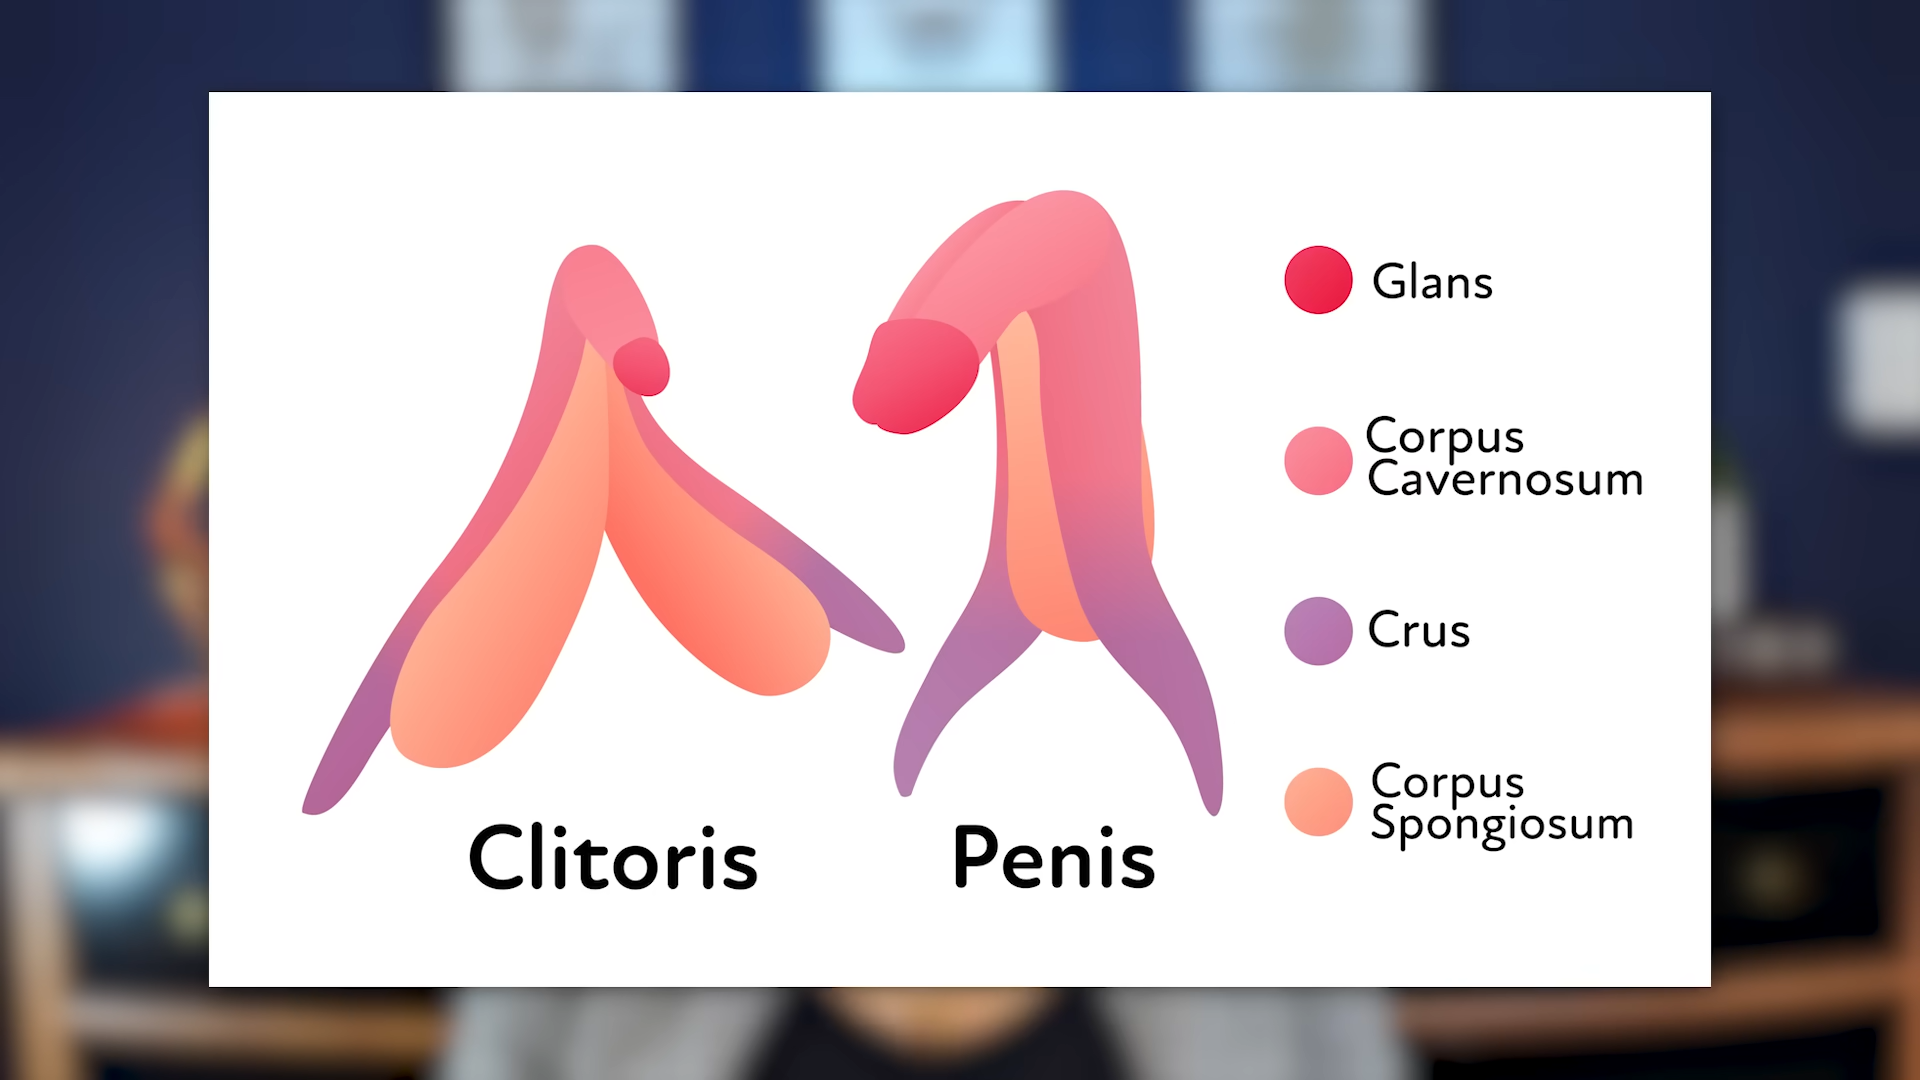 Glans
Corpus
Cavernosum
Crus
Corpus
Spongiosum
Clitoris
Penis